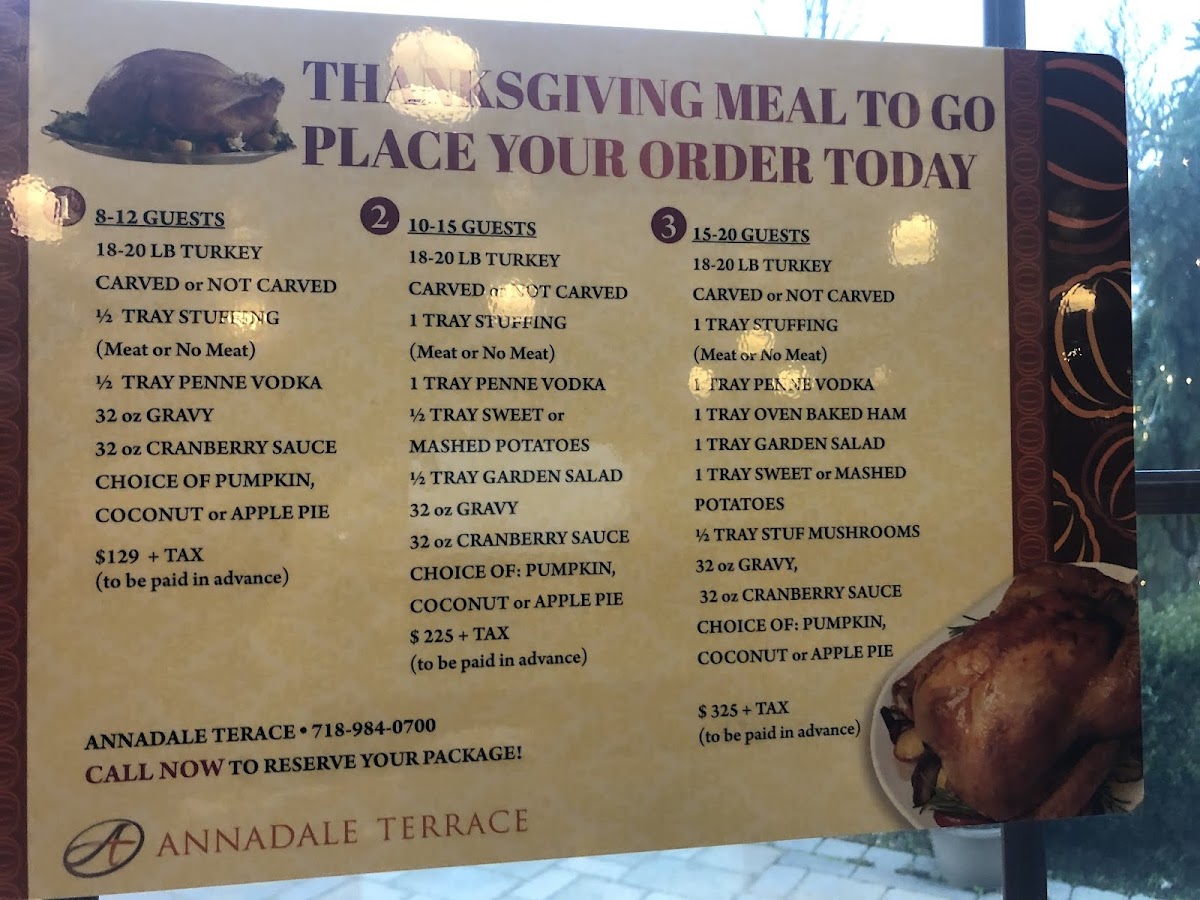 THANKSGIVING MEAL TO GO
PLACE YOUR ORDER TODAY
1
8-12 GUESTS
18-20 LB TURKEY
CARVED or NOT CARVED
½ TRAY STUFFING
(Meat or No Meat)
½ TRAY PENNE VODKA
32 oz GRAVY
32 oz CRANBERRY SAUCE
CHOICE OF PUMPKIN,
COCONUT or APPLE PIE
$129 + TAX
(to be paid in advance)
2
10-15 GUESTS
18-20 LB TURKEY
CARVED or NOT CARVED
1 TRAY STUFFING
(Meat or No Meat)
1 TRAY PENNE VODKA
½ TRAY SWEET or
MASHED POTATOES
½ TRAY GARDEN SALAD
32 oz GRAVY
32 oz CRANBERRY SAUCE
CHOICE OF: PUMPKIN,
COCONUT or APPLE PIE
$ 225 + TAX
(to be paid in advance)
3
15-20 GUESTS
18-20 LB TURKEY
CARVED or NOT CARVED
1 TRAY STUFFING
(Meat or No Meat)
1 TRAY PENNE VODKA
1 TRAY OVEN BAKED HAM
1 TRAY GARDEN SALAD
1 TRAY SWEET or MASHED
POTATOES
½ TRAY STUF MUSHROOMS
32 oz GRAVY,
32 oz CRANBERRY SAUCE
CHOICE OF: PUMPKIN,
COCONUT or APPLE PIE
$ 325 + TAX
(to be paid in advance)
ANNADALE TERACE • 718-984-0700
CALL NOW TO RESERVE YOUR PACKAGE!
ANNADALE TERRACE